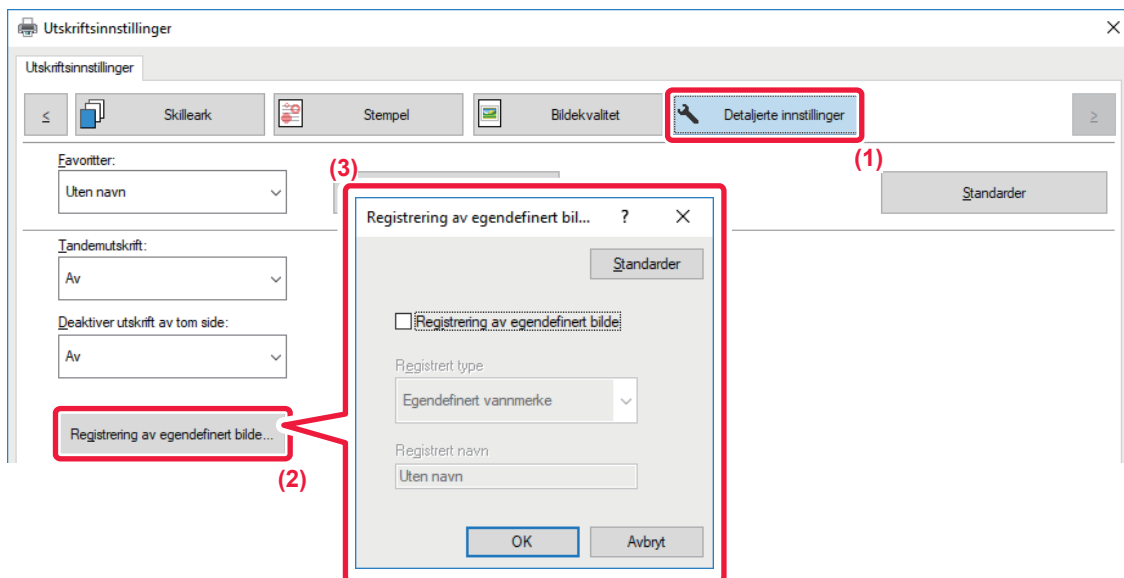 Utskriftsinnstillinger
Utskriftsinnstillinger
< Skilleark Stempel Bildekvalitet Detaljerte innstillinger >
(1)
Favoritter:
(3)
Uten navn
Standarder
Registrering av egendefinert bil... ?
Standarder
Tandemutskrift:
Av
Deaktiver utskrift av tom side:
Av
Registrering av egendefinert bilde
Registrert type
Egendefinert vannmerke
Registrering av egendefinert bilde...
(2)
Registrert navn
Uten navn
OK Avbryt